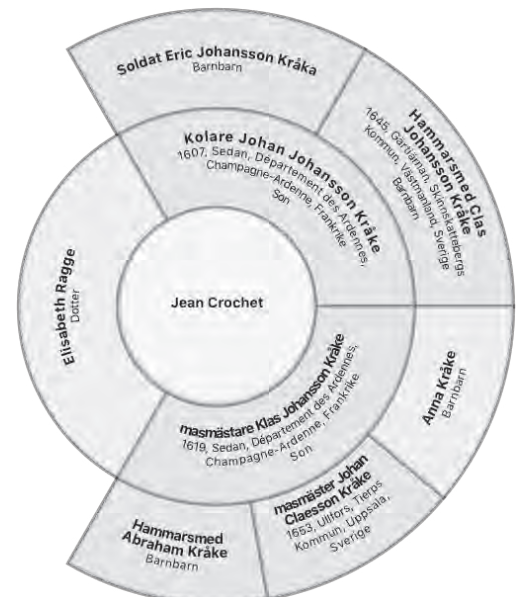 Soldat Eric Johansson Kråka
Barnbarn
Hammarsmed Clas
Johansson Kråke
1645, Gartiärnan, Skinnskattebergs
Kommun, Västmanland, Sverige
Barnbarn
Kolare Johan Johansson Kråke
1607, Sedan, Département des Ardennes,
Champagne-Ardenne, Frankrike
Son
Elisabeth Ragge
Dotter
Jean Crochet
masmästare Klas Johansson Kråke
1619, Sedan, Départment des Ardennes,
Champagne-Ardenne, Frankrike
Son
Anna Kråke
Barnbarn
masmäster Johan
Claesson Kråke
1653, Ullfors, Tierps
Kommun, Uppsala,
Sverige
Hammarsmed
Abraham Kråke
Barnbarn